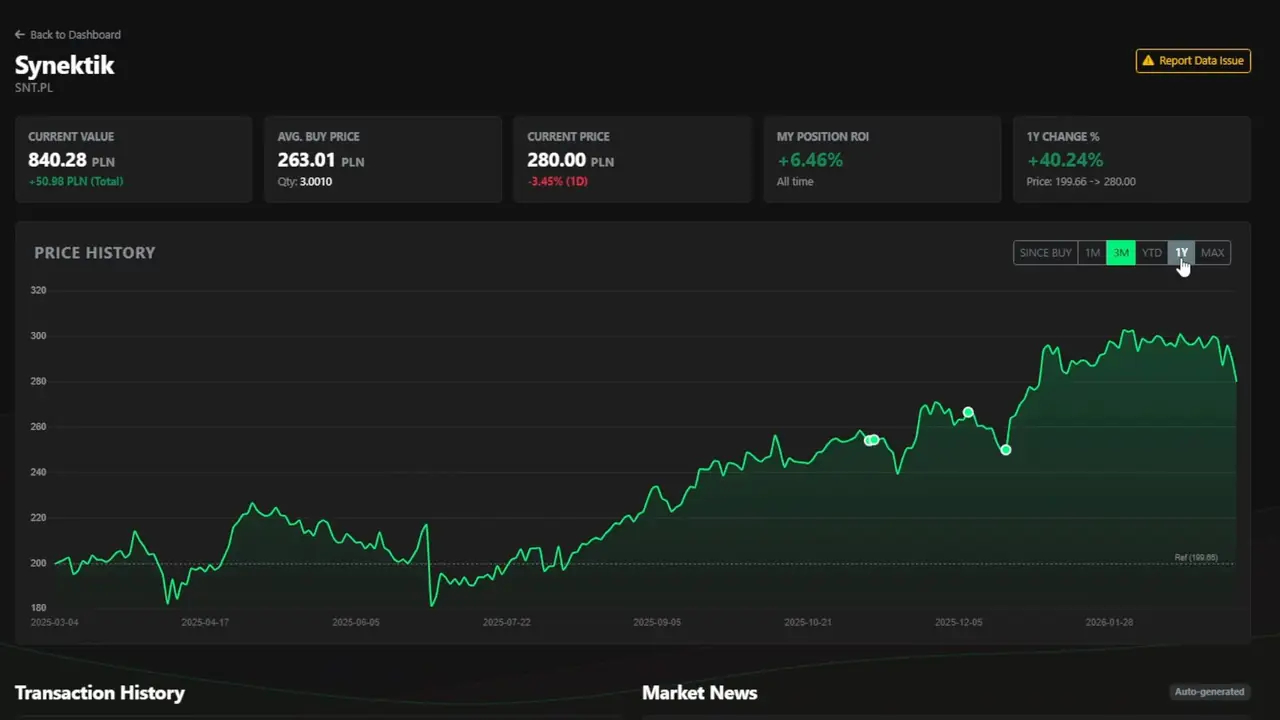 ← Back to Dashboard
Synektik
SNT.PL
Report Data Issue
CURRENT VALUE
840.28 PLN
+50.98 PLN (Total)
AVG. BUY PRICE
263.01 PLN
Qty: 3.0010
CURRENT PRICE
280.00 PLN
-3.45% (1D)
MY POSITION ROI
+6.46%
All time
1Y CHANGE %
+40.24%
Price: 199.66 -> 280.00
PRICE HISTORY
SINCE BUY 1M 3M YTD 1Y MAX
320
300
280
260
240
220
200
180
Ref (199.66)
2025-03-04 2025-04-17 2025-06-05 2025-07-22 2025-09-05 2025-10-21 2025-12-05 2026-01-28
Transaction History
Market News
Auto-generated